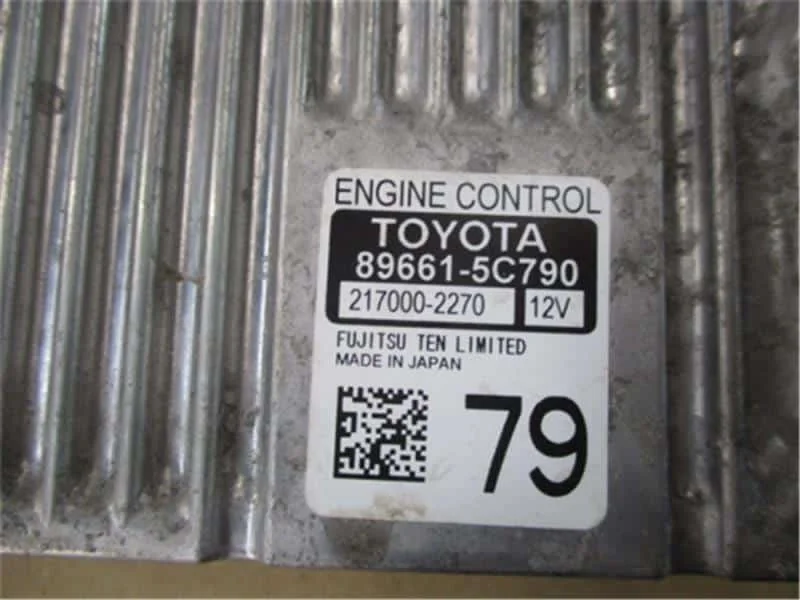 ENGINE CONTROL
TOYOTA
89661-5C790
217000-2270 12V
FUJITSU TEN LIMITED
MADE IN JAPAN
79